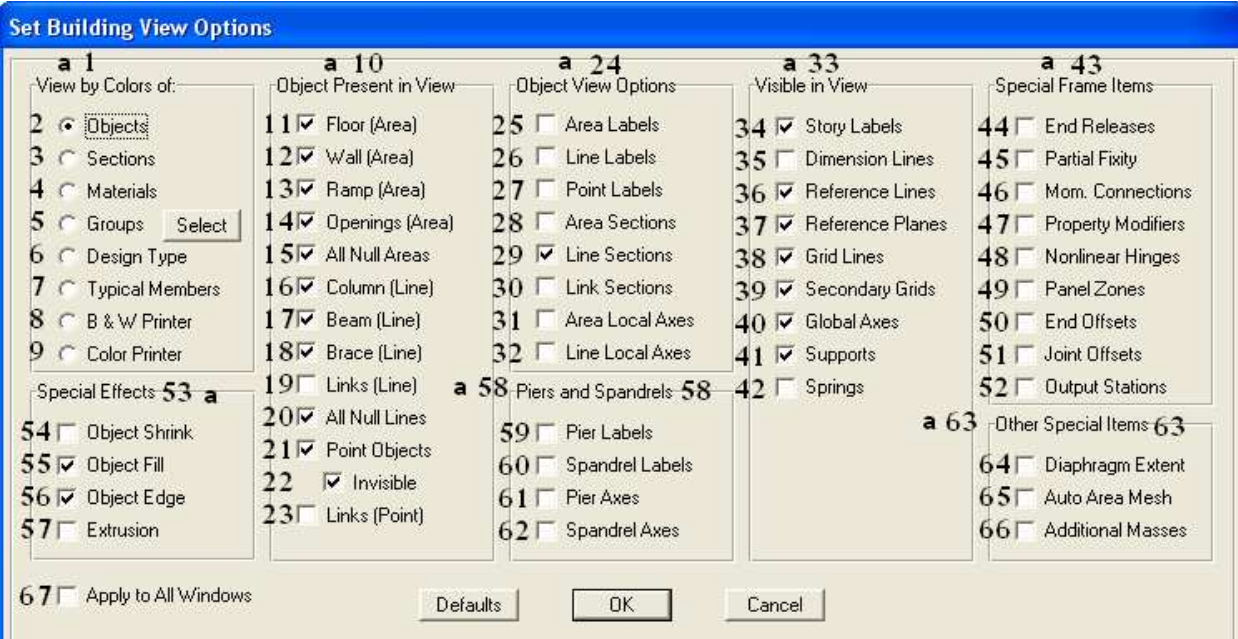 Set Building View Options
a 1
View by Colors of:
2 Objects
3 Sections
4 Materials
5 Groups Select
6 Design Type
7 Typical Members
8 B & W Printer
9 Color Printer
Special Effects 53 a
54 Object Shrink
55 Object Fill
56 Object Edge
57 Extrusion
67 Apply to All Windows
a 10
Object Present in View
11 Floor (Area)
12 Wall (Area)
13 Ramp (Area)
14 Openings (Area)
15 All Null Areas
16 Column (Line)
17 Beam (Line)
18 Brace (Line)
19 Links (Line)
20 All Null Lines
21 Point Objects
22 Invisible
23 Links (Point)
a 24
Object View Options
25 Area Labels
26 Line Labels
27 Point Labels
28 Area Sections
29 Line Sections
30 Link Sections
31 Area Local Axes
32 Line Local Axes
a 58 Piers and Spandrels 58
59 Pier Labels
60 Spandrel Labels
61 Pier Axes
62 Spandrel Axes
a 33
Visible in View
34 Story Labels
35 Dimension Lines
36 Reference Lines
37 Reference Planes
38 Grid Lines
39 Secondary Grids
40 Global Axes
41 Supports
42 Springs
a 43
Special Frame Items
44 End Releases
45 Partial Fixity
46 Mom. Connections
47 Property Modifiers
48 Nonlinear Hinges
49 Panel Zones
50 End Offsets
51 Joint Offsets
52 Output Stations
a 63 Other Special Items 63
64 Diaphragm Extent
65 Auto Area Mesh
66 Additional Masses
Defaults
OK
Cancel